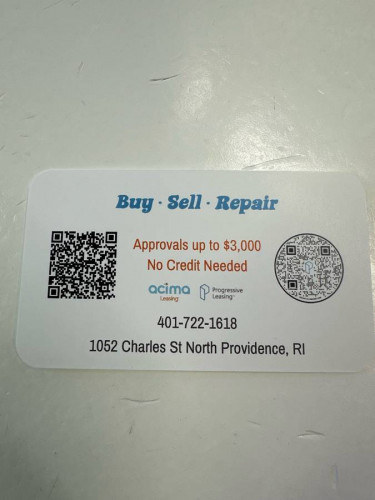 Buy · Sell · Repair
Approvals up to $3,000
No Credit Needed
acima
Leasing
Progressive
Leasing
401-722-1618
1052 Charles St North Providence, RI